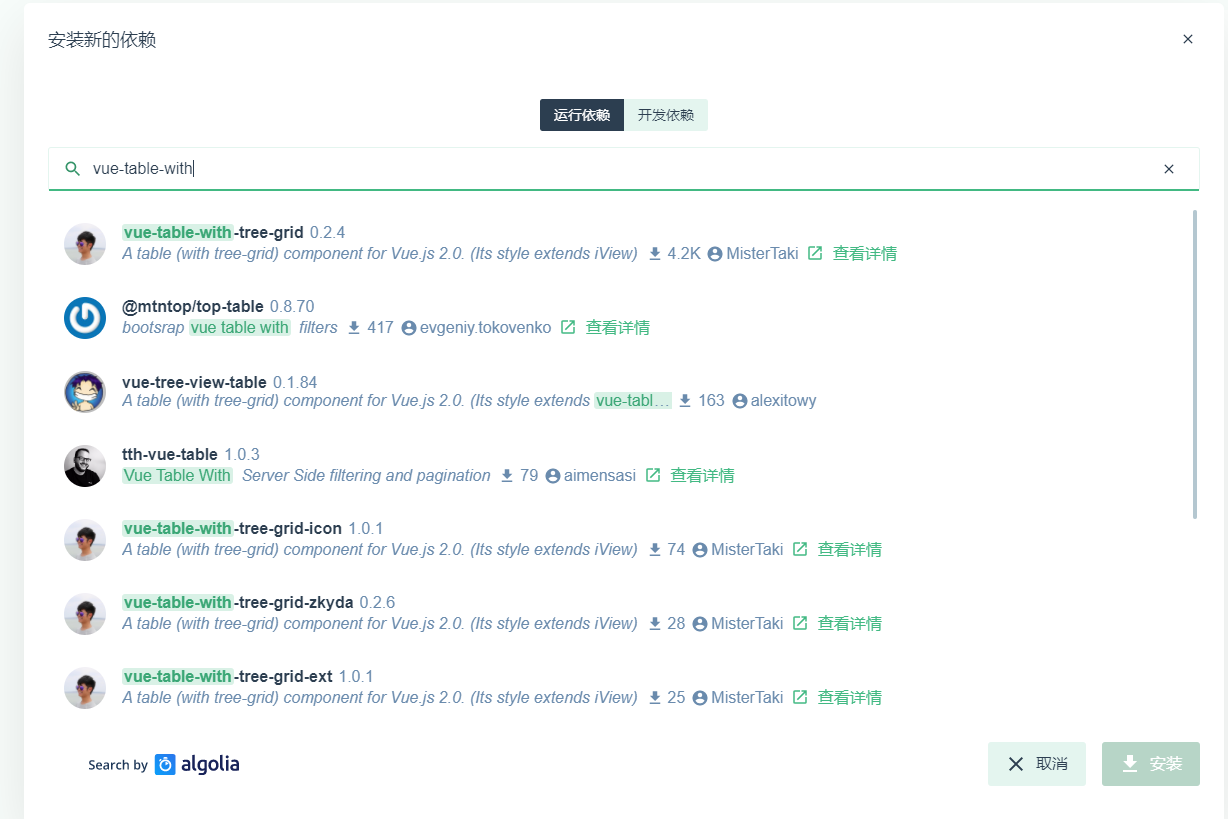 安装新的依赖
运行依赖 开发依赖
vue-table-with
vue-table-with-tree-grid 0.2.4
A table (with tree-grid) component for Vue.js 2.0. (Its style extends iView) 4.2K MisterTaki 查看详情
@mtntop/top-table 0.8.70
bootsrap vue table with filters 417 evgeniy.tokovenko 查看详情
vue-tree-view-table 0.1.84
A table (with tree-grid) component for Vue.js 2.0. (Its style extends vue-tabl… 163 alexitowy
tth-vue-table 1.0.3
Vue Table With Server Side filtering and pagination 79 aimensasi 查看详情
vue-table-with-tree-grid-icon 1.0.1
A table (with tree-grid) component for Vue.js 2.0. (Its style extends iView) 74 MisterTaki 查看详情
vue-table-with-tree-grid-zkyda 0.2.6
A table (with tree-grid) component for Vue.js 2.0. (Its style extends iView) 28 MisterTaki 查看详情
vue-table-with-tree-grid-ext 1.0.1
A table (with tree-grid) component for Vue.js 2.0. (Its style extends iView) 25 MisterTaki 查看详情
Search by algolia
取消 安装